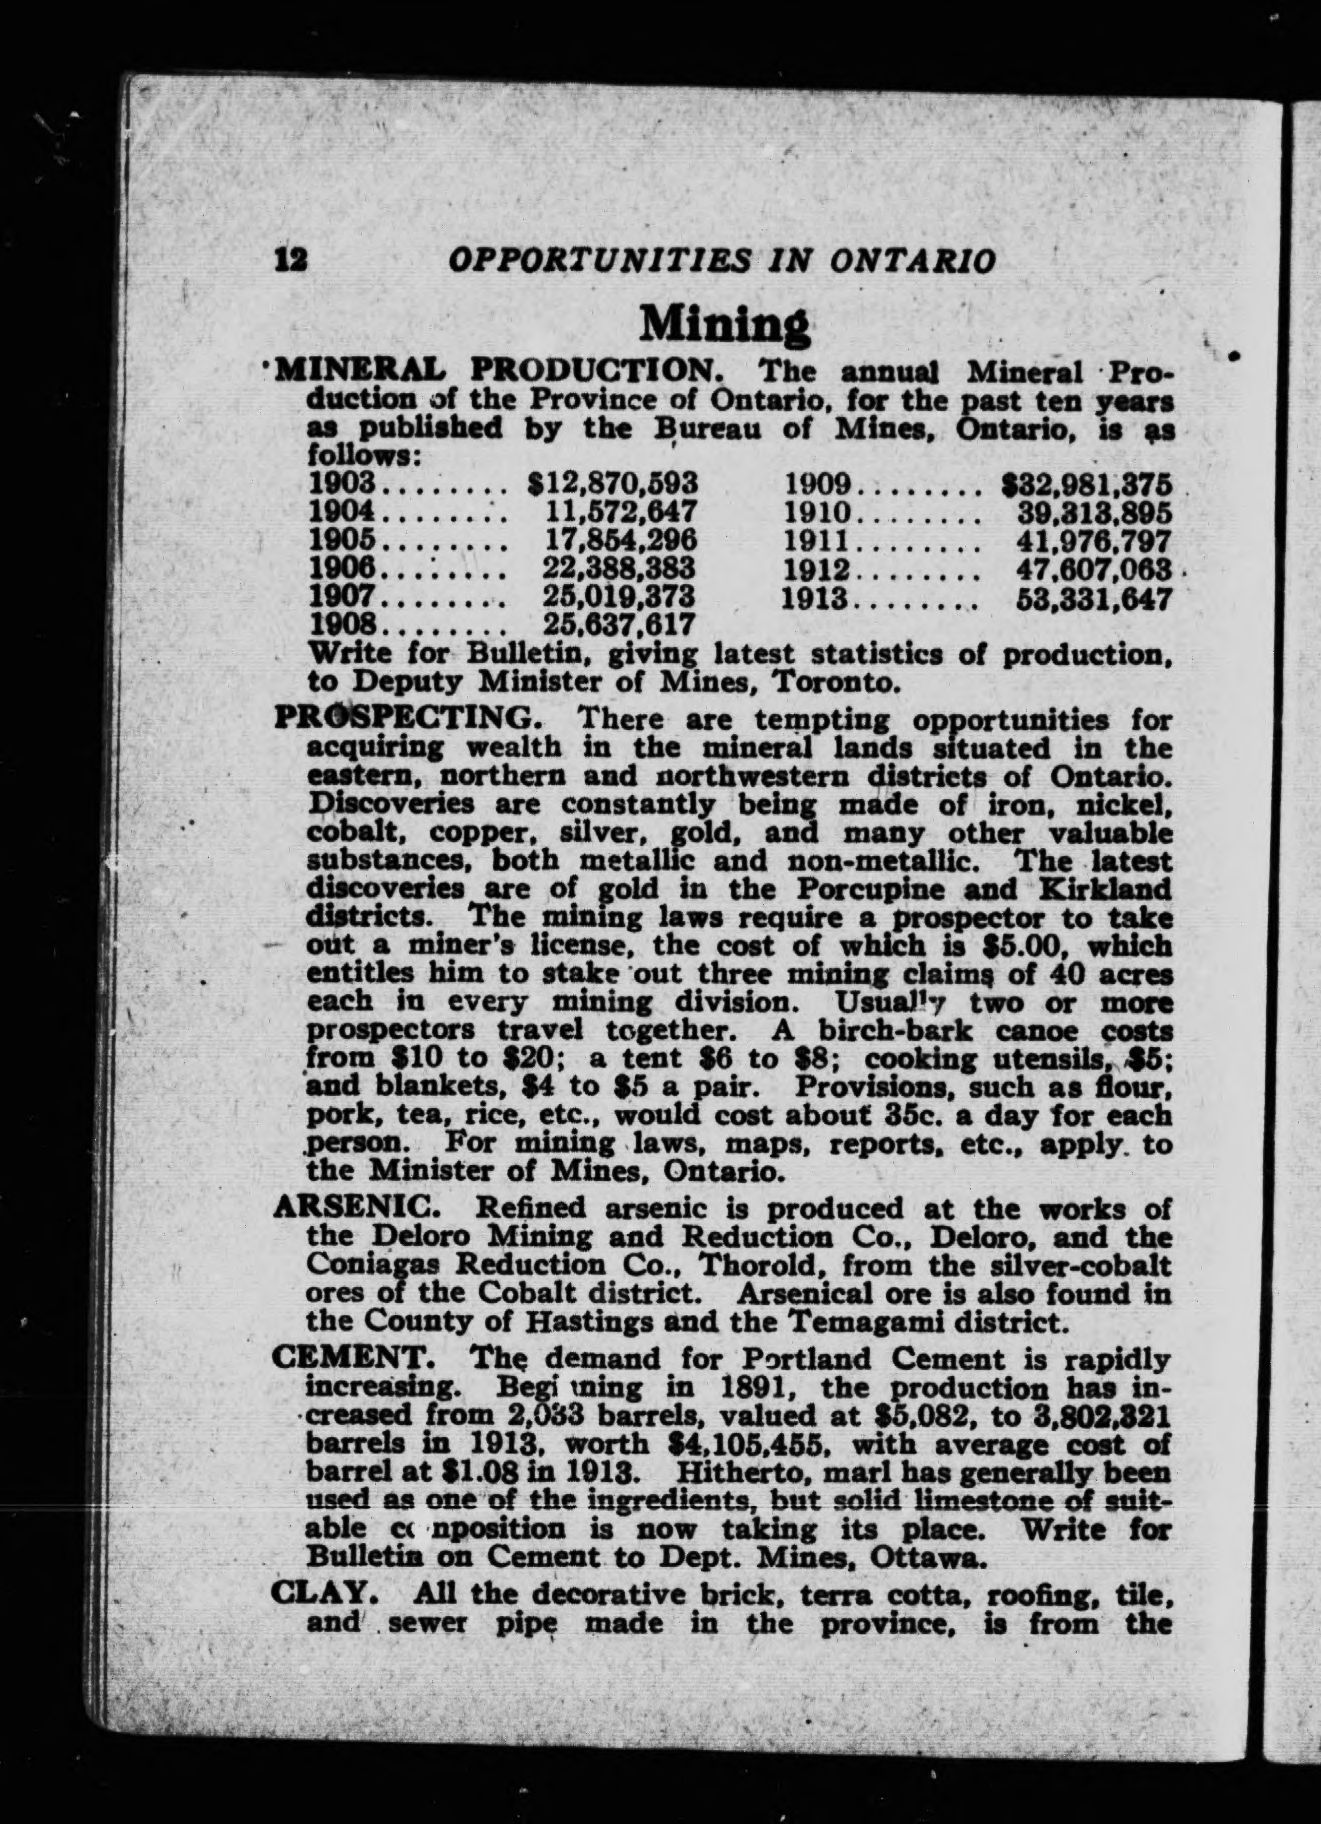 12 OPPORTUNITIES IN ONTARIO
Mining
MINERAL PRODUCTION. The annual Mineral Pro-
duction of the Province of Ontario, for the past ten years
as published by the Bureau of Mines, Ontario, is as
follows:
1903........ $12,870,593 1909........ $32,981,375
1904........ 11,572,647 1910........ 39,313,895
1905........ 17,854,296 1911........ 41,976,797
1906........ 22,388,383 1912........ 47,607,063
1907........ 25,019,373 1913........ 53,331,647
1908........ 25,637,617
Write for Bulletin, giving latest statistics of production,
to Deputy Minister of Mines, Toronto.
PROSPECTING. There are tempting opportunities for
acquiring wealth in the mineral lands situated in the
eastern, northern and northwestern districts of Ontario.
Discoveries are constantly being made of iron, nickel,
cobalt, copper, silver, gold, and many other valuable
substances, both metallic and non-metallic. The latest
discoveries are of gold in the Porcupine and Kirkland
districts. The mining laws require a prospector to take
out a miner's license, the cost of which is $5.00, which
entitles him to stake out three mining claims of 40 acres
each in every mining division. Usually two or more
prospectors travel together. A birch-bark canoe costs
from $10 to $20; a tent $6 to $8; cooking utensils, $5;
and blankets, $4 to $5 a pair. Provisions, such as flour,
pork, tea, rice, etc., would cost about 35c. a day for each
person. For mining laws, maps, reports, etc., apply to
the Minister of Mines, Ontario.
ARSENIC. Refined arsenic is produced at the works of
the Deloro Mining and Reduction Co., Deloro, and the
Coniagas Reduction Co., Thorold, from the silver-cobalt
ores of the Cobalt district. Arsenical ore is also found in
the County of Hastings and the Temagami district.
CEMENT. The demand for Portland Cement is rapidly
increasing. Beginning in 1891, the production has in-
creased from 2,033 barrels, valued at $5,082, to 3,802,321
barrels in 1913, worth $4,105,455, with average cost of
barrel at $1.08 in 1913. Hitherto, marl has generally been
used as one of the ingredients, but solid limestone of suit-
able composition is now taking its place. Write for
Bulletin on Cement to Dept. Mines, Ottawa.
CLAY. All the decorative brick, terra cotta, roofing, tile,
and sewer pipe made in the province, is from the